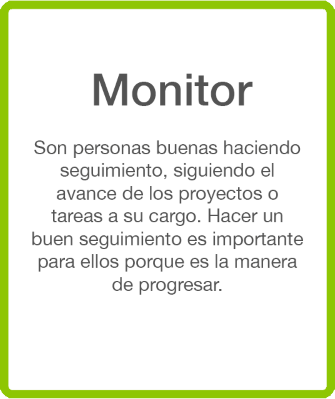 Monitor
Son personas buenas haciendo
seguimiento, siguiendo el
avance de los proyectos o
tareas a su cargo. Hacer un
buen seguimiento es importante
para ellos porque es la manera
de progresar.